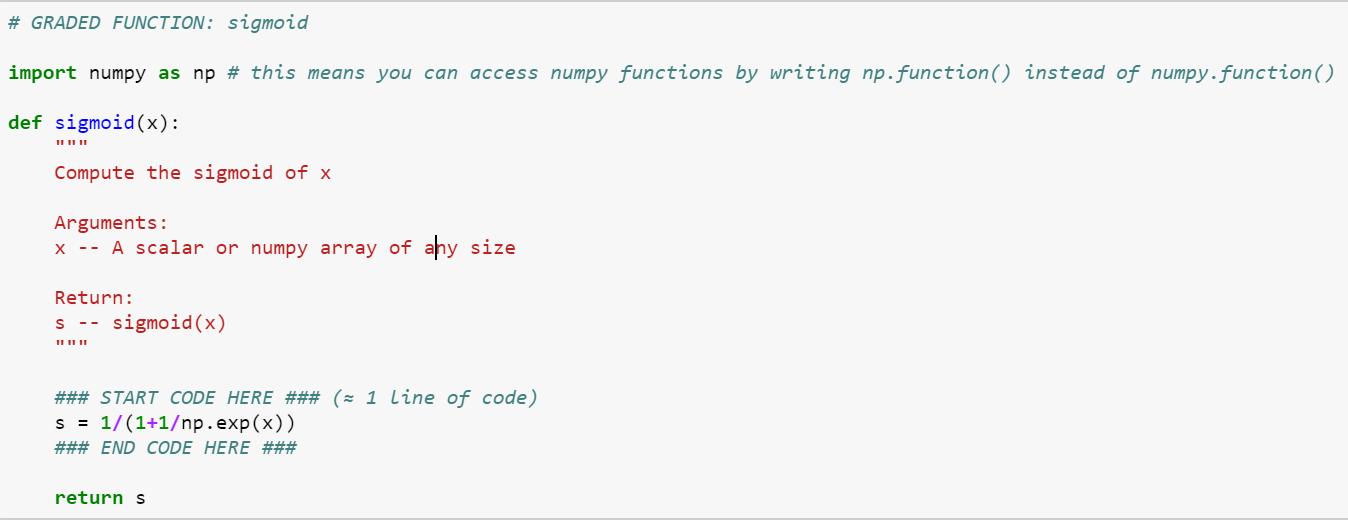 # GRADED FUNCTION: sigmoid
import numpy as np # this means you can access numpy functions by writing np.function() instead of numpy.function()
def sigmoid(x):
    """
    Compute the sigmoid of x
    Arguments:
    x -- A scalar or numpy array of any size
    Return:
    s -- sigmoid(x)
    """
    ### START CODE HERE ### (≈ 1 line of code)
    s = 1/(1+1/np.exp(x))
    ### END CODE HERE ###
    return s